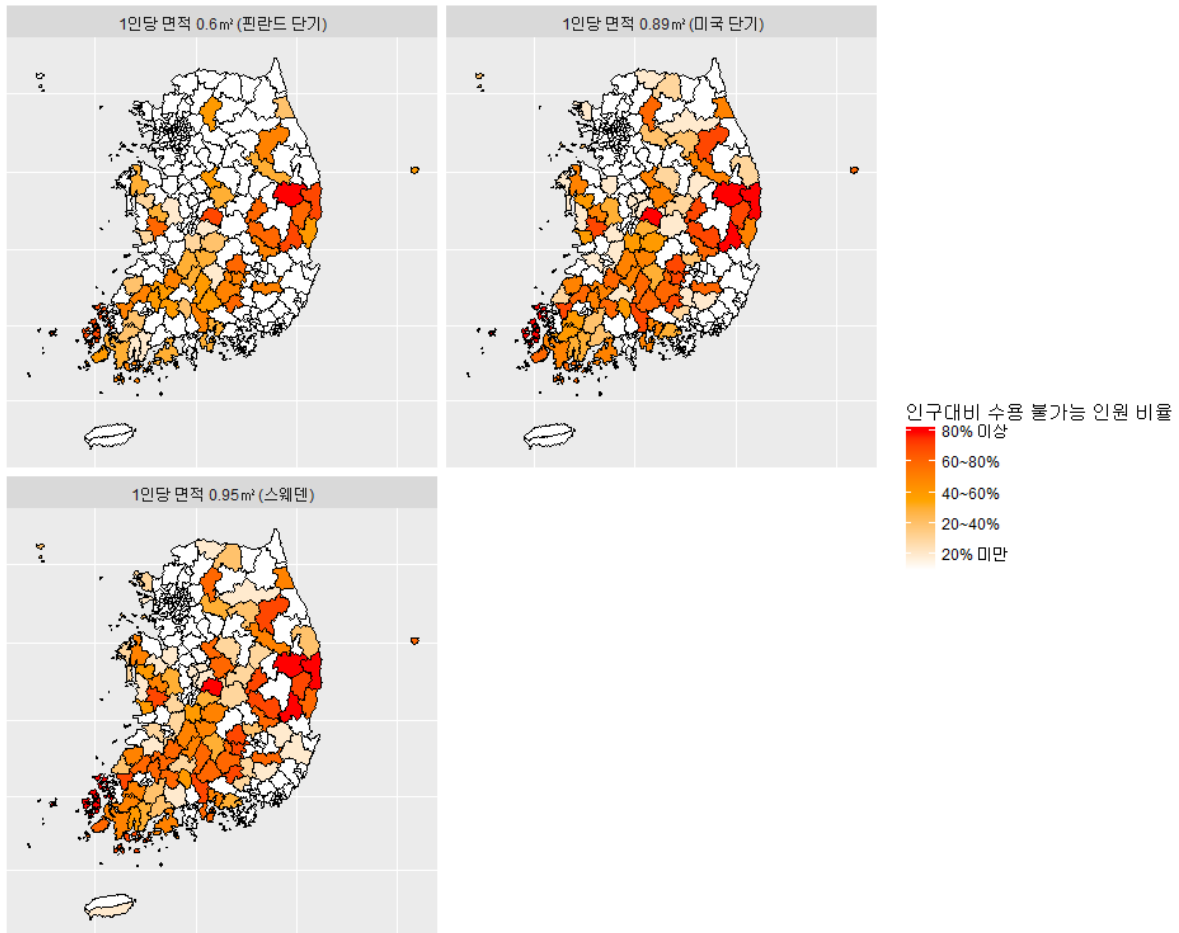 1인당 면적 0.6㎡ (핀란드 단기)
1인당 면적 0.89㎡ (미국 단기)
1인당 면적 0.95㎡ (스웨덴)
인구대비 수용 불가능 인원 비율
80% 이상
60~80%
40~60%
20~40%
20% 미만